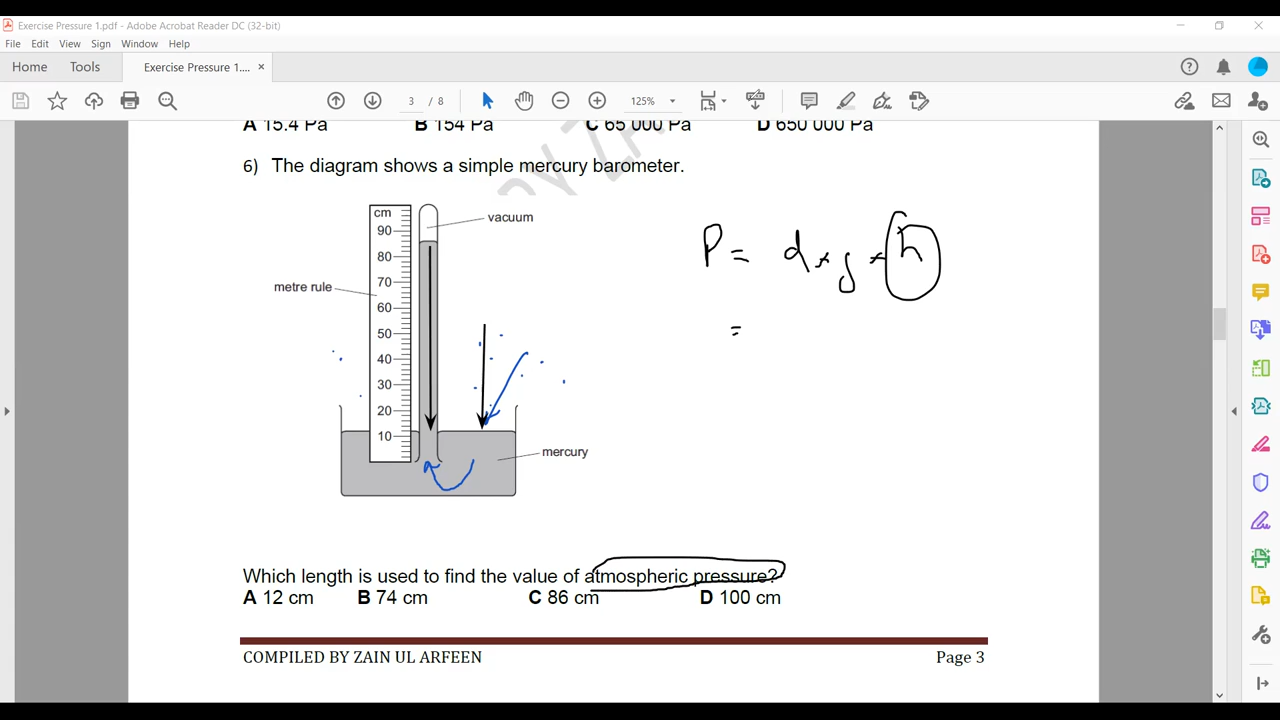 Exercise Pressure 1.pdf - Adobe Acrobat Reader DC (32-bit)
File Edit View Sign Window Help
Home Tools Exercise Pressure 1.... ×
3 / 8 125%
A 15.4 Pa B 154 Pa C 65 000 Pa D 650 000 Pa
6) The diagram shows a simple mercury barometer.
cm
vacuum
90
80
metre rule
70
60
50
40
30
20
10
mercury
P = d × g × h
=
Which length is used to find the value of atmospheric pressure?
A 12 cm B 74 cm C 86 cm D 100 cm
COMPILED BY ZAIN UL ARFEEN Page 3